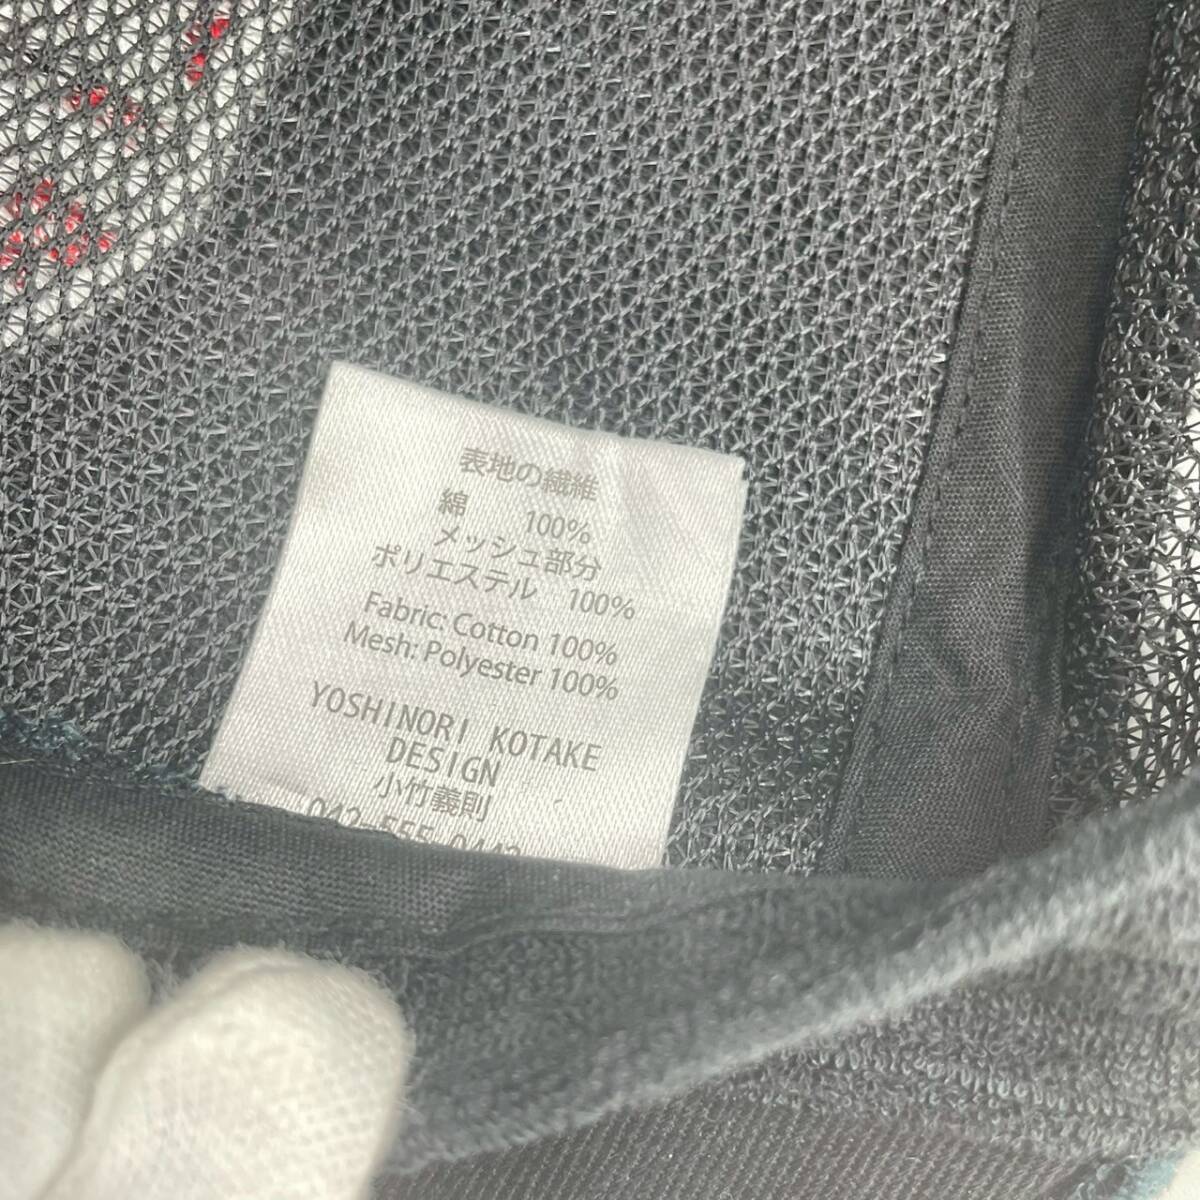 表地の繊維
綿 100%
メッシュ部分
ポリエステル 100%
Fabric: Cotton 100%
Mesh: Polyester 100%
YOSHINORI KOTAKE
DESIGN
小竹義則